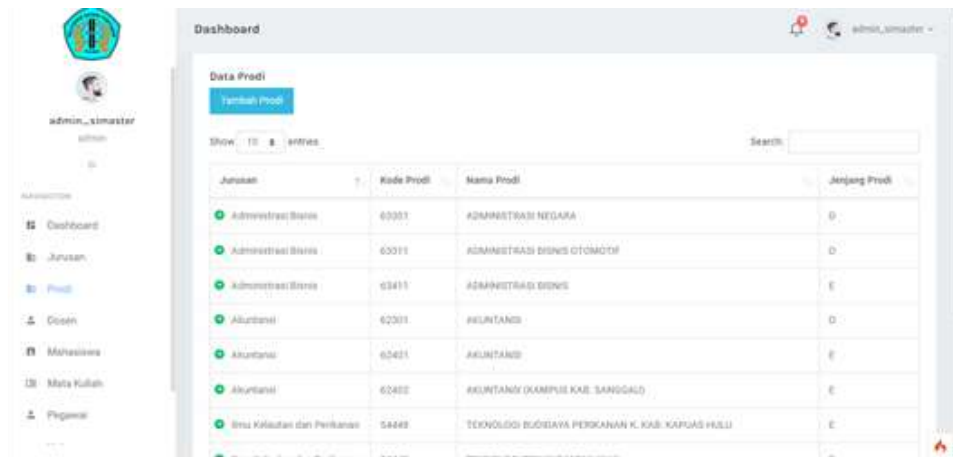 Dashboard
admin_simaster
Data Prodi
Tambah Prodi
admin_simaster
admin
Show 10 entries
Search:
Jurusan Kode Prodi Nama Prodi Jenjang Prodi
NAVIGATION
Administrasi Bisnis ADMINISTRASI NEGARA D
Dashboard
Administrasi Bisnis 63311 ADMINISTRASI BISNIS OTOMOTIF D
Jurusan
Administrasi Bisnis 63411 ADMINISTRASI BISNIS E
Prodi
Akuntansi 62301 AKUNTANSI D
Dosen
Akuntansi 62401 AKUNTANSI E
Mahasiswa
Akuntansi 62402 AKUNTANSI (KAMPUS KAB. SANGGAU) E
Mata Kuliah
Ilmu Kelautan dan Perikanan TEKNOLOGI BUDIDAYA PERIKANAN K. KAB. KAPUAS HULU E
Pegawai